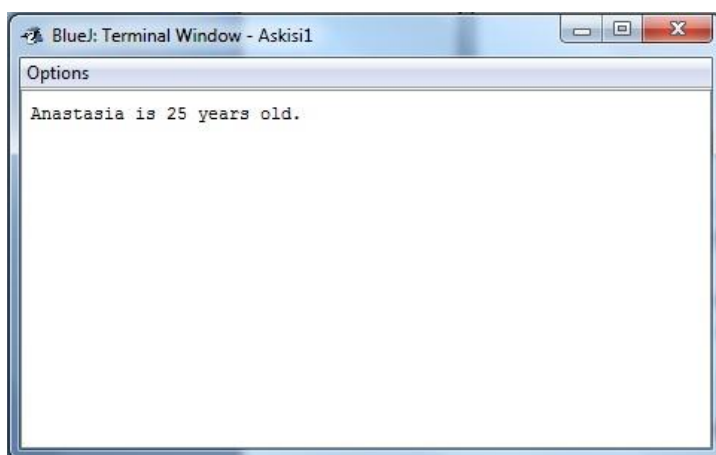 BlueJ: Terminal Window - Askisi1
Options
Anastasia is 25 years old.